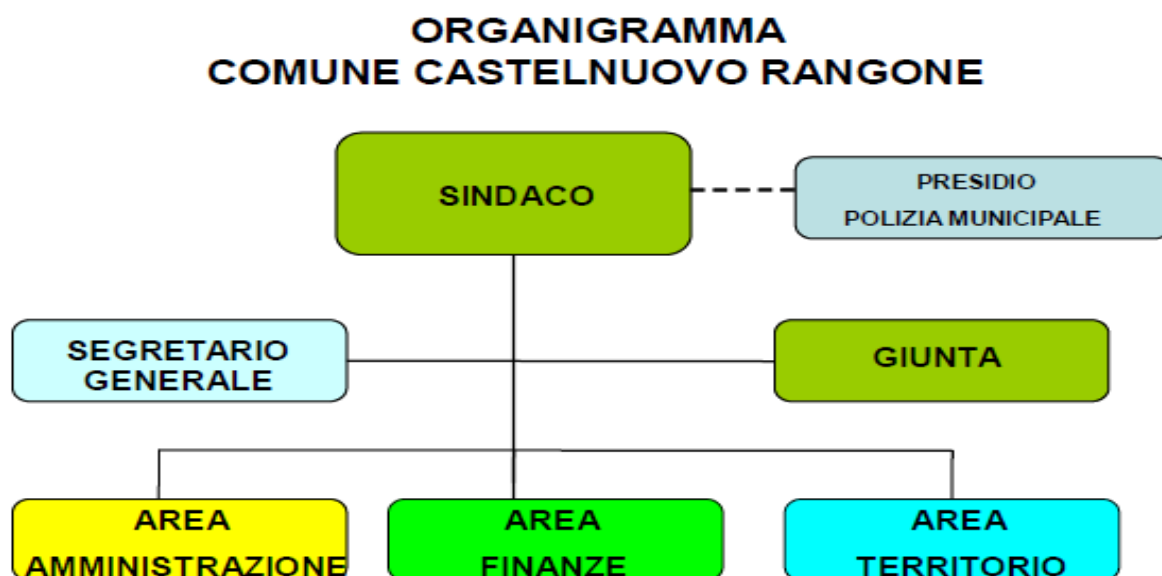 ORGANIGRAMMA
COMUNE CASTELNUOVO RANGONE
SINDACO
PRESIDIO
POLIZIA MUNICIPALE
SEGRETARIO
GENERALE
GIUNTA
AREA
AMMINISTRAZIONE
AREA
FINANZE
AREA
TERRITORIO